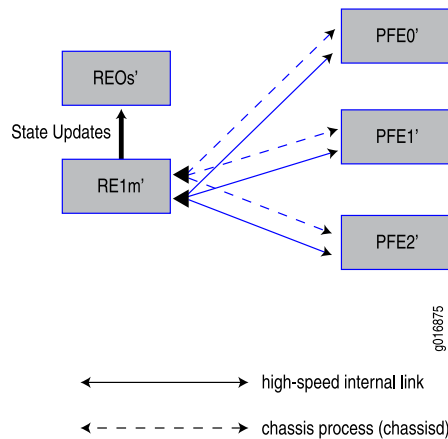 PFE0’
REOs’
State Updates
PFE1’
RE1m’
PFE2’
g016875
high-speed internal link
chassis process (chassisd)